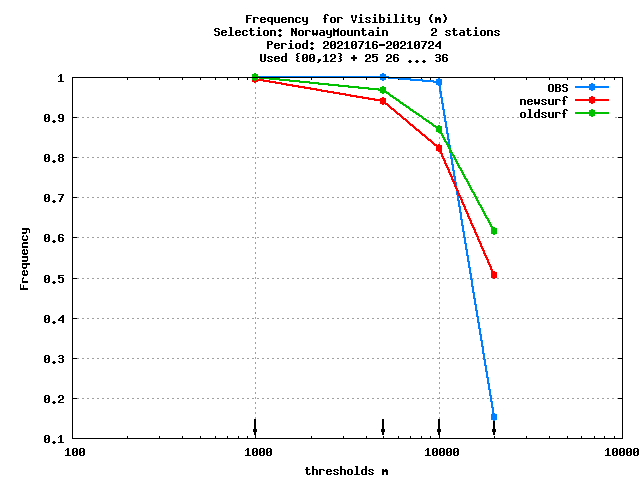 Frequency  for Visibility (m)
Selection: NorwayMountain      2 stations
Period: 20210716-20210724
Used {00,12} + 25 26 ... 36
OBS
newsurf
oldsurf
1
0.9
0.8
0.7
0.6
0.5
0.4
0.3
0.2
0.1
Frequency
100
1000
10000
10000
thresholds m